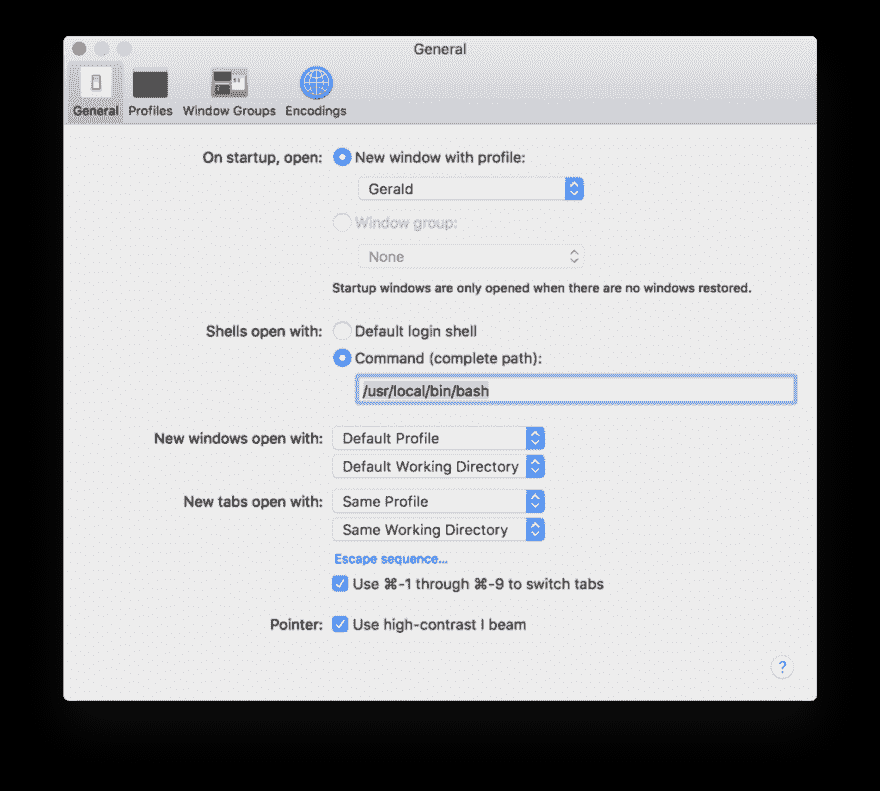 General
General Profiles Window Groups Encodings
On startup, open: New window with profile:
Gerald
Window group:
None
Startup windows are only opened when there are no windows restored.
Shells open with: Default login shell
Command (complete path):
/usr/local/bin/bash
New windows open with: Default Profile
Default Working Directory
New tabs open with: Same Profile
Same Working Directory
Escape sequence...
Use ⌘-1 through ⌘-9 to switch tabs
Pointer: Use high-contrast I beam
?